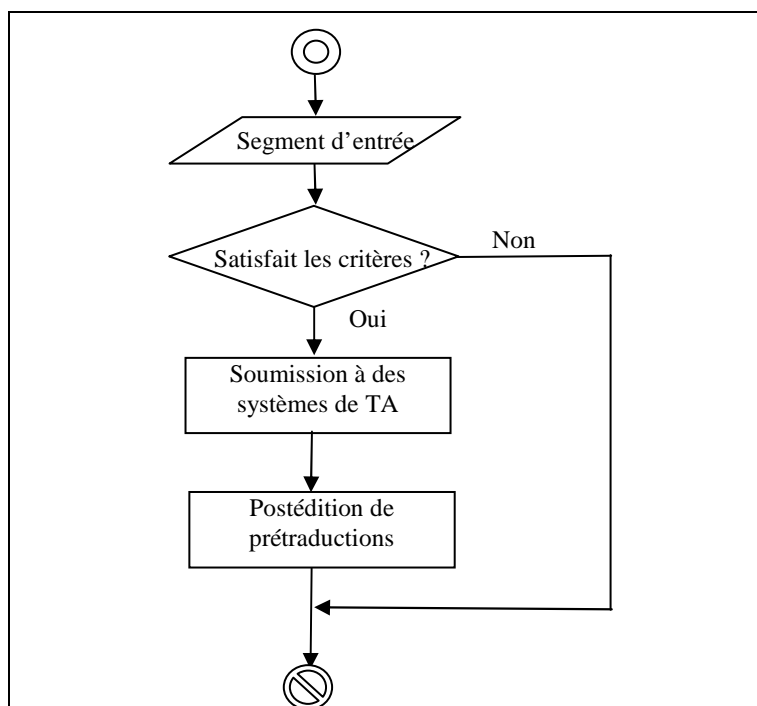 Segment d’entrée
Satisfait les critères ?
Non
Oui
Soumission à des
systèmes de TA
Postédition de
prétraductions